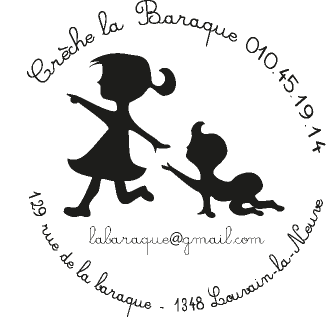 Crèche la Baraque 010.45.19.14
labaraque@gmail.com
129 rue de la baraque - 1348 Louvain-la-Neuve